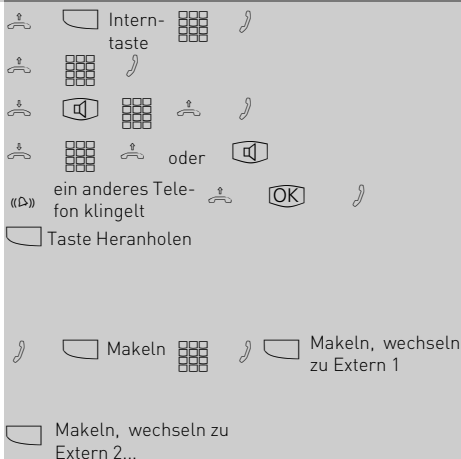 Intern-
taste
oder
ein anderes Tele-
fon klingelt
OK
Taste Heranholen
Makeln
Makeln, wechseln
zu Extern 1
Makeln, wechseln zu
Extern 2...